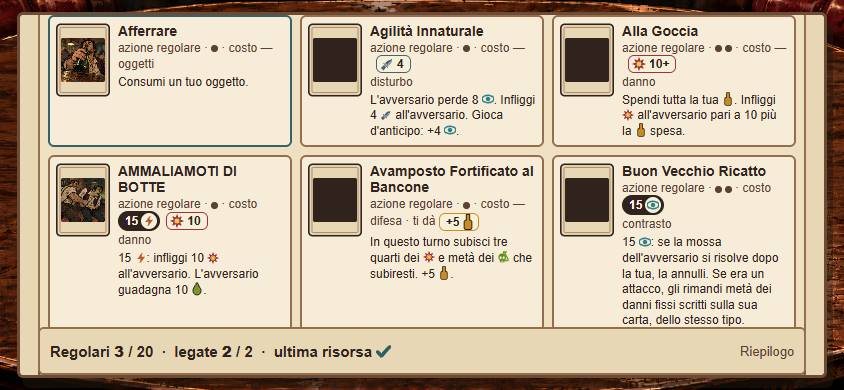 Afferrare
azione regolare · ● · costo —
oggetti
Consumi un tuo oggetto.
Agilità Innaturale
azione regolare · ● · costo —
4
disturbo
L'avversario perde 8 . Infliggi
4 all'avversario. Gioca
d'anticipo: +4 .
Alla Goccia
azione regolare · ●● · costo —
10+
danno
Spendi tutta la tua . Infliggi
all'avversario pari a 10 più
la spesa.
AMMALIAMOTI DI
BOTTE
azione regolare · ● · costo
15 10
danno
15 : infliggi 10
all'avversario. L'avversario
guadagna 10 .
Avamposto Fortificato al
Bancone
azione regolare · ● · costo —
difesa · ti dà +5
In questo turno subisci tre
quarti dei e metà dei che
subiresti. +5 .
Buon Vecchio Ricatto
azione regolare · ●● · costo
15
contrasto
15 : se la mossa
dell'avversario si risolve dopo
la tua, la annulli. Se era un
attacco, gli rimandi metà dei
danni fissi scritti sulla sua
carta, dello stesso tipo.
Regolari 3 / 20 · legate 2 / 2 · ultima risorsa ✔
Riepilogo